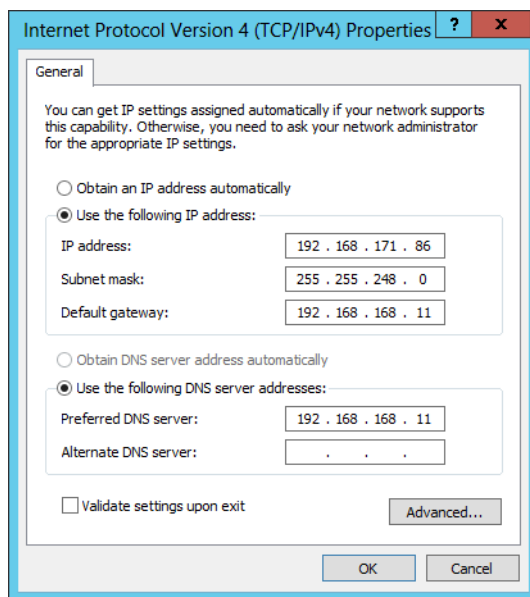 Internet Protocol Version 4 (TCP/IPv4) Properties ? x
General
You can get IP settings assigned automatically if your network supports
this capability. Otherwise, you need to ask your network administrator
for the appropriate IP settings.
Obtain an IP address automatically
Use the following IP address:
IP address: 192 . 168 . 171 . 86
Subnet mask: 255 . 255 . 248 . 0
Default gateway: 192 . 168 . 168 . 11
Obtain DNS server address automatically
Use the following DNS server addresses:
Preferred DNS server: 192 . 168 . 168 . 11
Alternate DNS server: . . .
Validate settings upon exit
Advanced...
OK Cancel